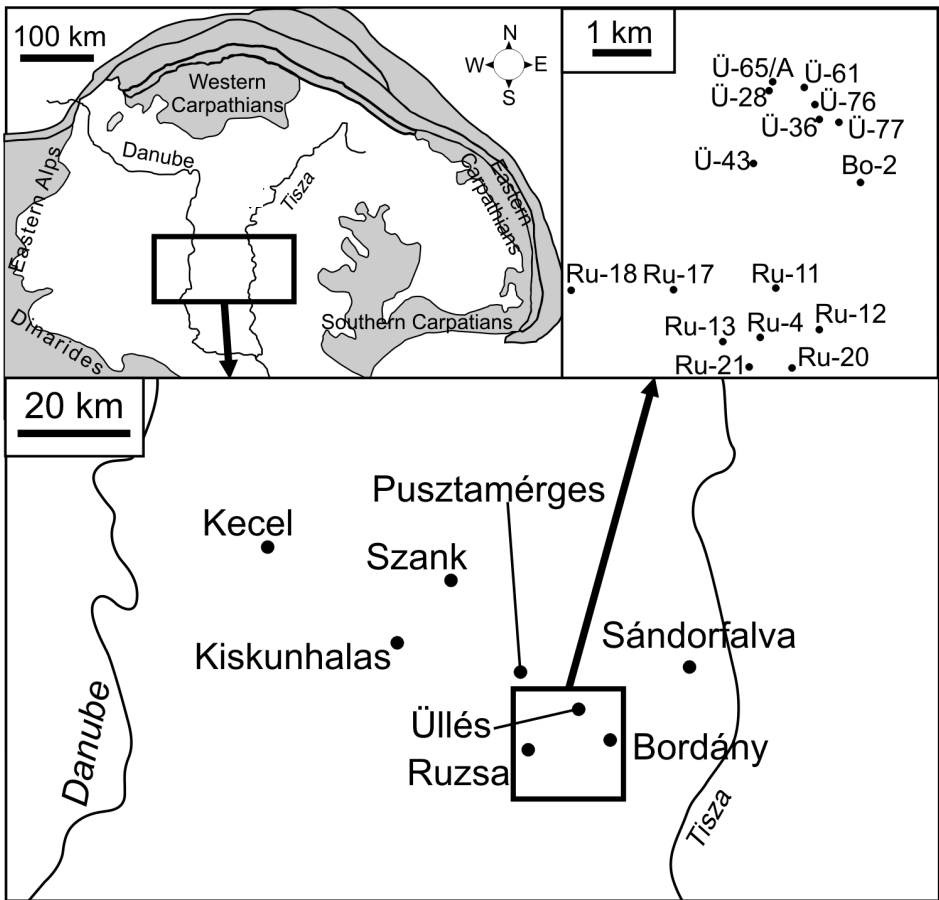 100 km
N
W
E
S
Western
Carpathians
Danube
Tisza
Eastern
Carpathians
Eastern Alps
Dinarides
Southern Carpatians
1 km
Ü-65/A
Ü-61
Ü-28
Ü-76
Ü-36
Ü-77
Ü-43
Bo-2
Ru-18
Ru-17
Ru-11
Ru-13
Ru-4
Ru-12
Ru-21
Ru-20
20 km
Pusztamérges
Kecel
Szank
Sándorfalva
Kiskunhalas
Üllés
Bordány
Ruzsa
Danube
Tisza